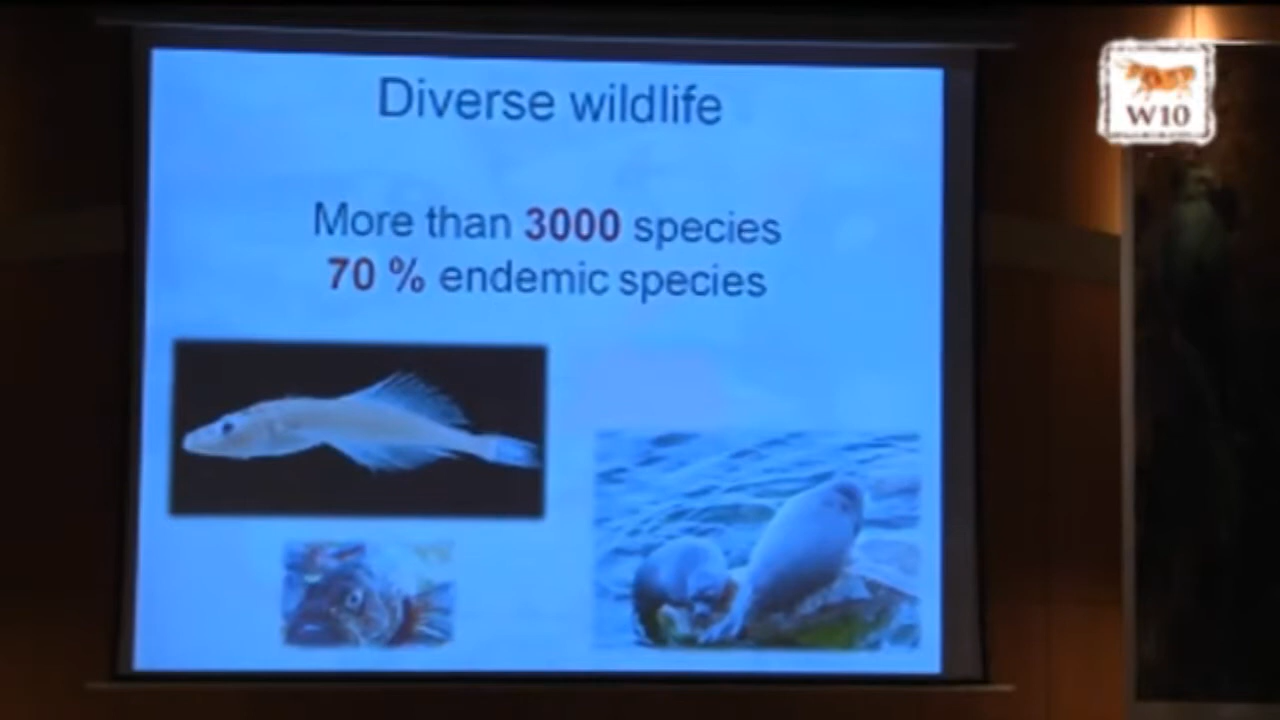 Diverse wildlife
More than 3000 species
70 % endemic species
W10